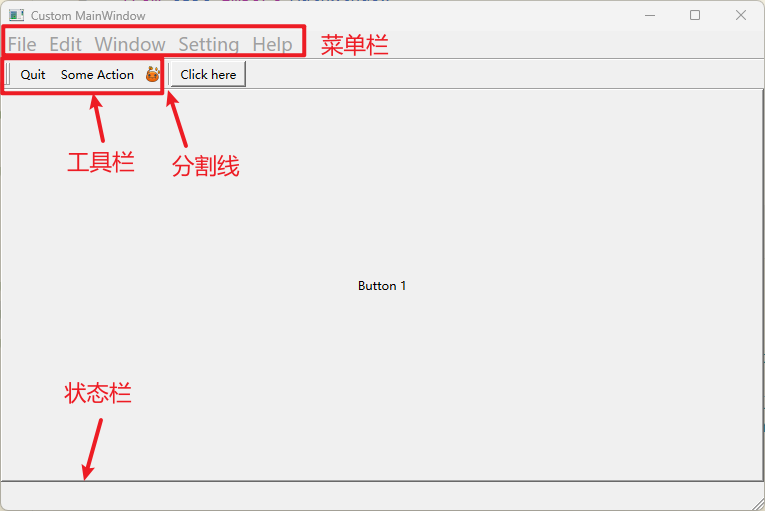 Custom MainWindow
File Edit Window Setting Help 菜单栏
Quit Some Action Click here
工具栏 分割线
Button 1
状态栏